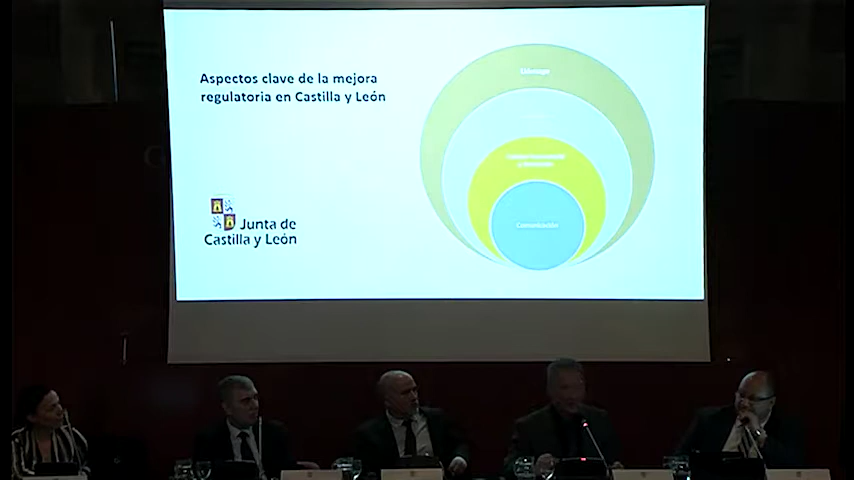 Aspectos clave de la mejora
regulatoria en Castilla y León
Liderazgo
Comunicación
Junta de
Castilla y León